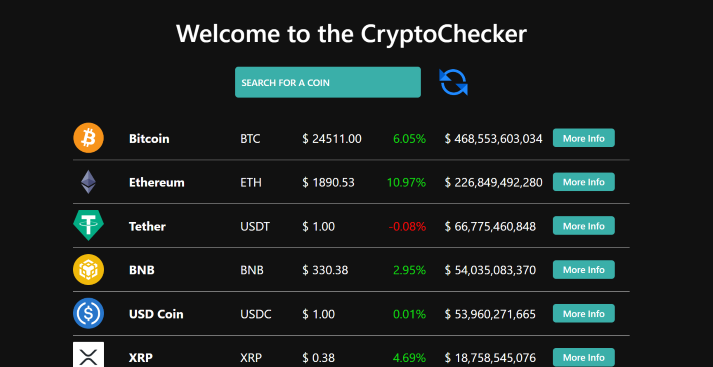 Welcome to the CryptoChecker
SEARCH FOR A COIN
Bitcoin BTC $ 24511.00 6.05% $ 468,553,603,034 More Info
Ethereum ETH $ 1890.53 10.97% $ 226,849,492,280 More Info
Tether USDT $ 1.00 -0.08% $ 66,775,460,848 More Info
BNB BNB $ 330.38 2.95% $ 54,035,083,370 More Info
USD Coin USDC $ 1.00 0.01% $ 53,960,271,665 More Info
XRP XRP $ 0.38 4.69% $ 18,758,545,076 More Info